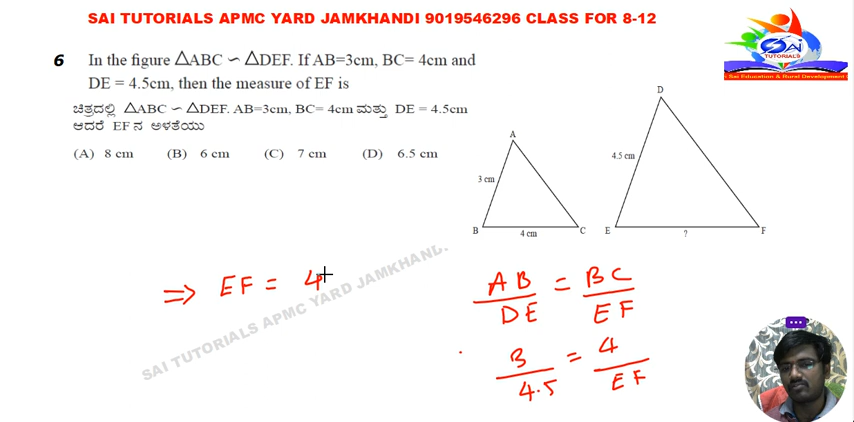 SAI TUTORIALS APMC YARD JAMKHANDI 9019546296 CLASS FOR 8-12
SAI
TUTORIALS
Sai Education & Rural Development
6 In the figure △ABC ∽ △DEF. If AB=3cm, BC= 4cm and
DE = 4.5cm, then the measure of EF is
ಚಿತ್ರದಲ್ಲಿ △ABC ∽ △DEF. AB=3cm, BC= 4cm ಮತ್ತು DE = 4.5cm
ಆದರೆ EF ನ ಅಳತೆಯು
(A) 8 cm (B) 6 cm (C) 7 cm (D) 6.5 cm
D
A
4.5 cm
3 cm
B 4 cm C E ? F
SAI TUTORIALS APMC YARD JAMKHAND.
⇒ EF = 4
AB/DE = BC/EF
3/4.5 = 4/EF